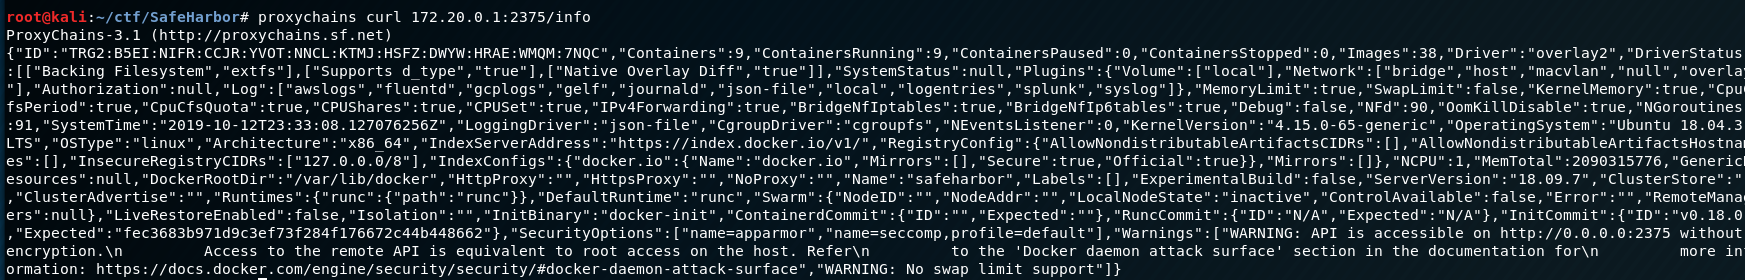 root@kali:~/ctf/SafeHarbor# proxychains curl 172.20.0.1:2375/info
ProxyChains-3.1 (http://proxychains.sf.net)
{"ID":"TRG2:B5EI:NIFR:CCJR:YVOT:NNCL:KTMJ:HSFZ:DWYW:HRAE:WMQM:7NQC","Containers":9,"ContainersRunning":9,"ContainersPaused":0,"ContainersStopped":0,"Images":38,"Driver":"overlay2","DriverStatus
:[["Backing Filesystem","extfs"],["Supports d_type","true"],["Native Overlay Diff","true"]],"SystemStatus":null,"Plugins":{"Volume":["local"],"Network":["bridge","host","macvlan","null","overlay
"],"Authorization":null,"Log":["awslogs","fluentd","gcplogs","gelf","journald","json-file","local","logentries","splunk","syslog"]},"MemoryLimit":true,"SwapLimit":false,"KernelMemory":true,"Cpu
fsPeriod":true,"CpuCfsQuota":true,"CPUShares":true,"CPUSet":true,"IPv4Forwarding":true,"BridgeNfIptables":true,"BridgeNfIp6tables":true,"Debug":false,"NFd":90,"OomKillDisable":true,"NGoroutines
:91,"SystemTime":"2019-10-12T23:33:08.127076256Z","LoggingDriver":"json-file","CgroupDriver":"cgroupfs","NEventsListener":0,"KernelVersion":"4.15.0-65-generic","OperatingSystem":"Ubuntu 18.04.3
LTS","OSType":"linux","Architecture":"x86_64","IndexServerAddress":"https://index.docker.io/v1/","RegistryConfig":{"AllowNondistributableArtifactsCIDRs":[],"AllowNondistributableArtifactsHostna
es":[],"InsecureRegistryCIDRs":["127.0.0.0/8"],"IndexConfigs":{"docker.io":{"Name":"docker.io","Mirrors":[],"Secure":true,"Official":true}},"Mirrors":[]},"NCPU":1,"MemTotal":2090315776,"Generic
esources":null,"DockerRootDir":"/var/lib/docker","HttpProxy":"","HttpsProxy":"","NoProxy":"","Name":"safeharbor","Labels":[],"ExperimentalBuild":false,"ServerVersion":"18.09.7","ClusterStore":"
,"ClusterAdvertise":"","Runtimes":{"runc":{"path":"runc"}},"DefaultRuntime":"runc","Swarm":{"NodeID":"","NodeAddr":"","LocalNodeState":"inactive","ControlAvailable":false,"Error":"","RemoteMana
ers":null},"LiveRestoreEnabled":false,"Isolation":"","InitBinary":"docker-init","ContainerdCommit":{"ID":"","Expected":""},"RuncCommit":{"ID":"N/A","Expected":"N/A"},"InitCommit":{"ID":"v0.18.0
,"Expected":"fec3683b971d9c3ef73f284f176672c44b448662"},"SecurityOptions":["name=apparmor","name=seccomp,profile=default"],"Warnings":["WARNING: API is accessible on http://0.0.0.0:2375 without
encryption.\n         Access to the remote API is equivalent to root access on the host. Refer\n         to the 'Docker daemon attack surface' section in the documentation for\n         more in
ormation: https://docs.docker.com/engine/security/security/#docker-daemon-attack-surface","WARNING: No swap limit support"]}